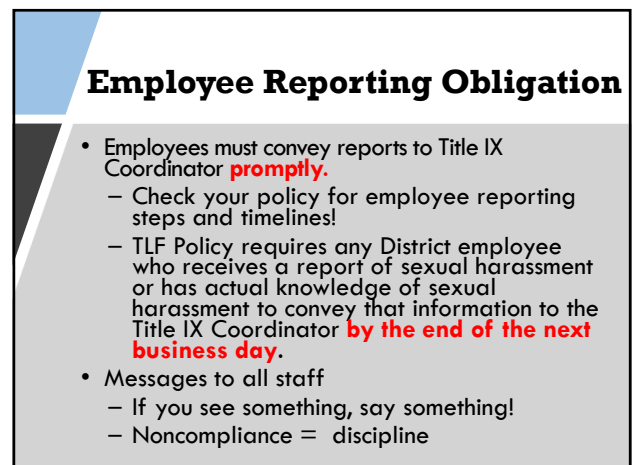 Employee Reporting Obligation
• Employees must convey reports to Title IX
Coordinator promptly.
– Check your policy for employee reporting
steps and timelines!
– TLF Policy requires any District employee
who receives a report of sexual harassment
or has actual knowledge of sexual
harassment to convey that information to the
Title IX Coordinator by the end of the next
business day.
• Messages to all staff
– If you see something, say something!
– Noncompliance = discipline